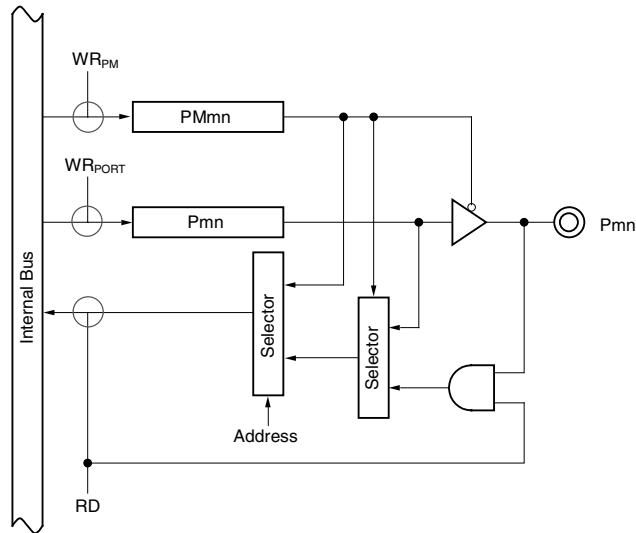 WRPM
PMmn
WRPORT
Pmn
Pmn
Internal Bus
Selector
Selector
Address
RD